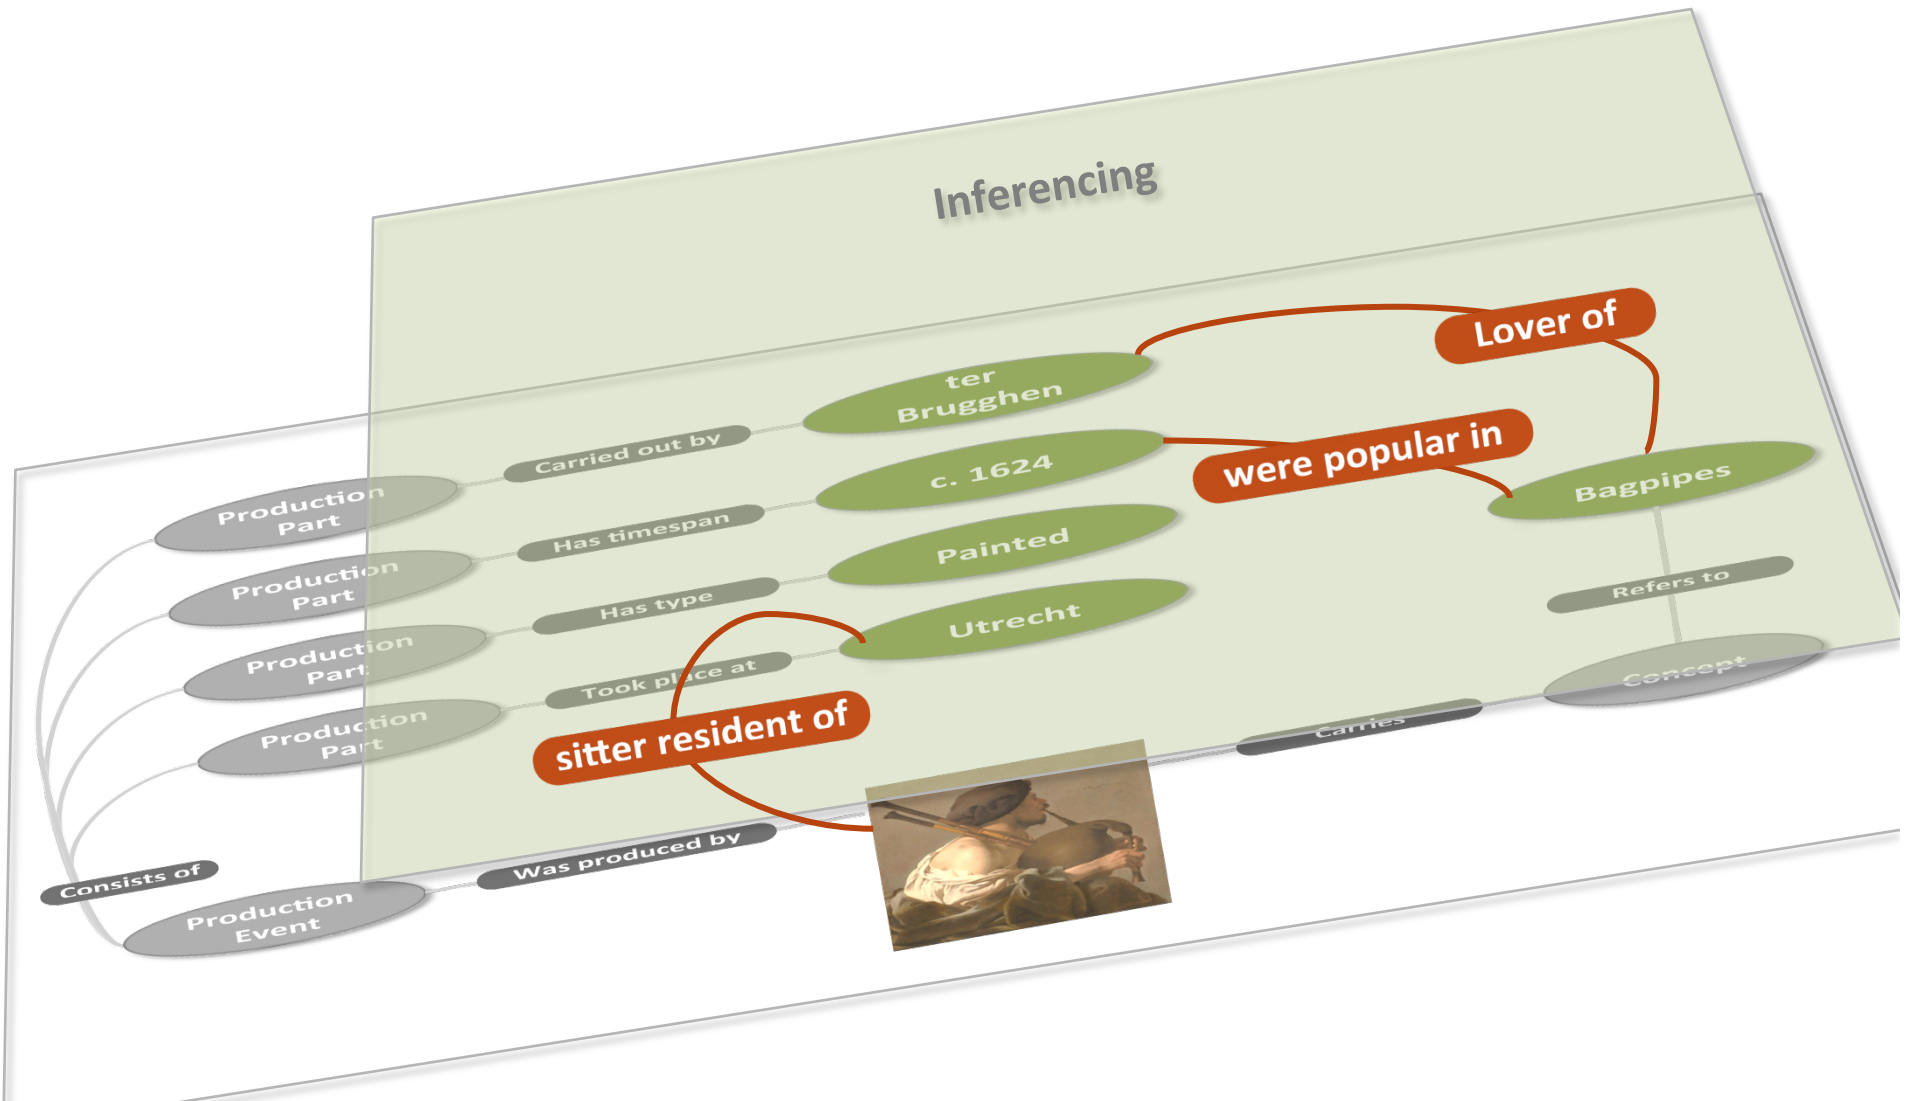 Inferencing
Lover of
ter
Brugghen
Carried out by
Production
Part
were popular in
c. 1624
Has timespan
Production
Part
Bagpipes
Painted
Has type
Production
Part
Refers to
Utrecht
Took place at
Production
Part
Concept
sitter resident of
Carries
Was produced by
Consists of
Production
Event